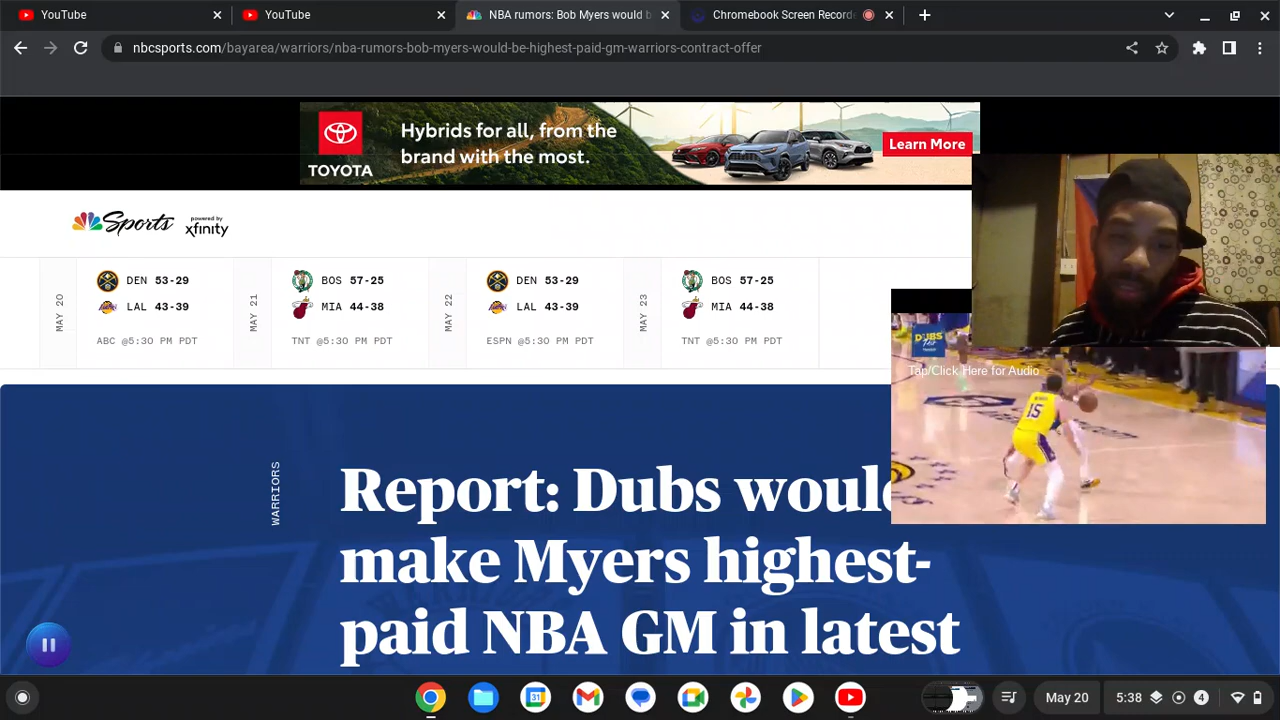 YouTube
YouTube
NBA rumors: Bob Myers would b
Chromebook Screen Record
nbcsports.com/bayarea/warriors/nba-rumors-bob-myers-would-be-highest-paid-gm-warriors-contract-offer
TOYOTA
Hybrids for all, from the
brand with the most.
Learn More
Sports
powered by
xfinity
MAY 20
DEN 53-29
LAL 43-39
ABC @5:30 PM PDT
MAY 21
BOS 57-25
MIA 44-38
TNT @5:30 PM PDT
MAY 22
DEN 53-29
LAL 43-39
ESPN @5:30 PM PDT
MAY 23
BOS 57-25
MIA 44-38
TNT @5:30 PM PDT
DUBS
Tap/Click Here for Audio
15
WARRIORS
Report: Dubs would
make Myers highest-
paid NBA GM in latest
31
May 20
5:38
4